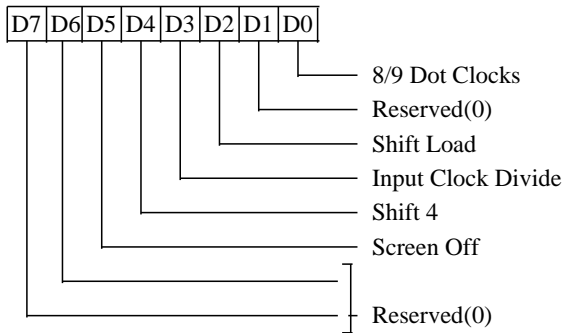 D7 D6 D5 D4 D3 D2 D1 D0
8/9 Dot Clocks
Reserved(0)
Shift Load
Input Clock Divide
Shift 4
Screen Off
Reserved(0)